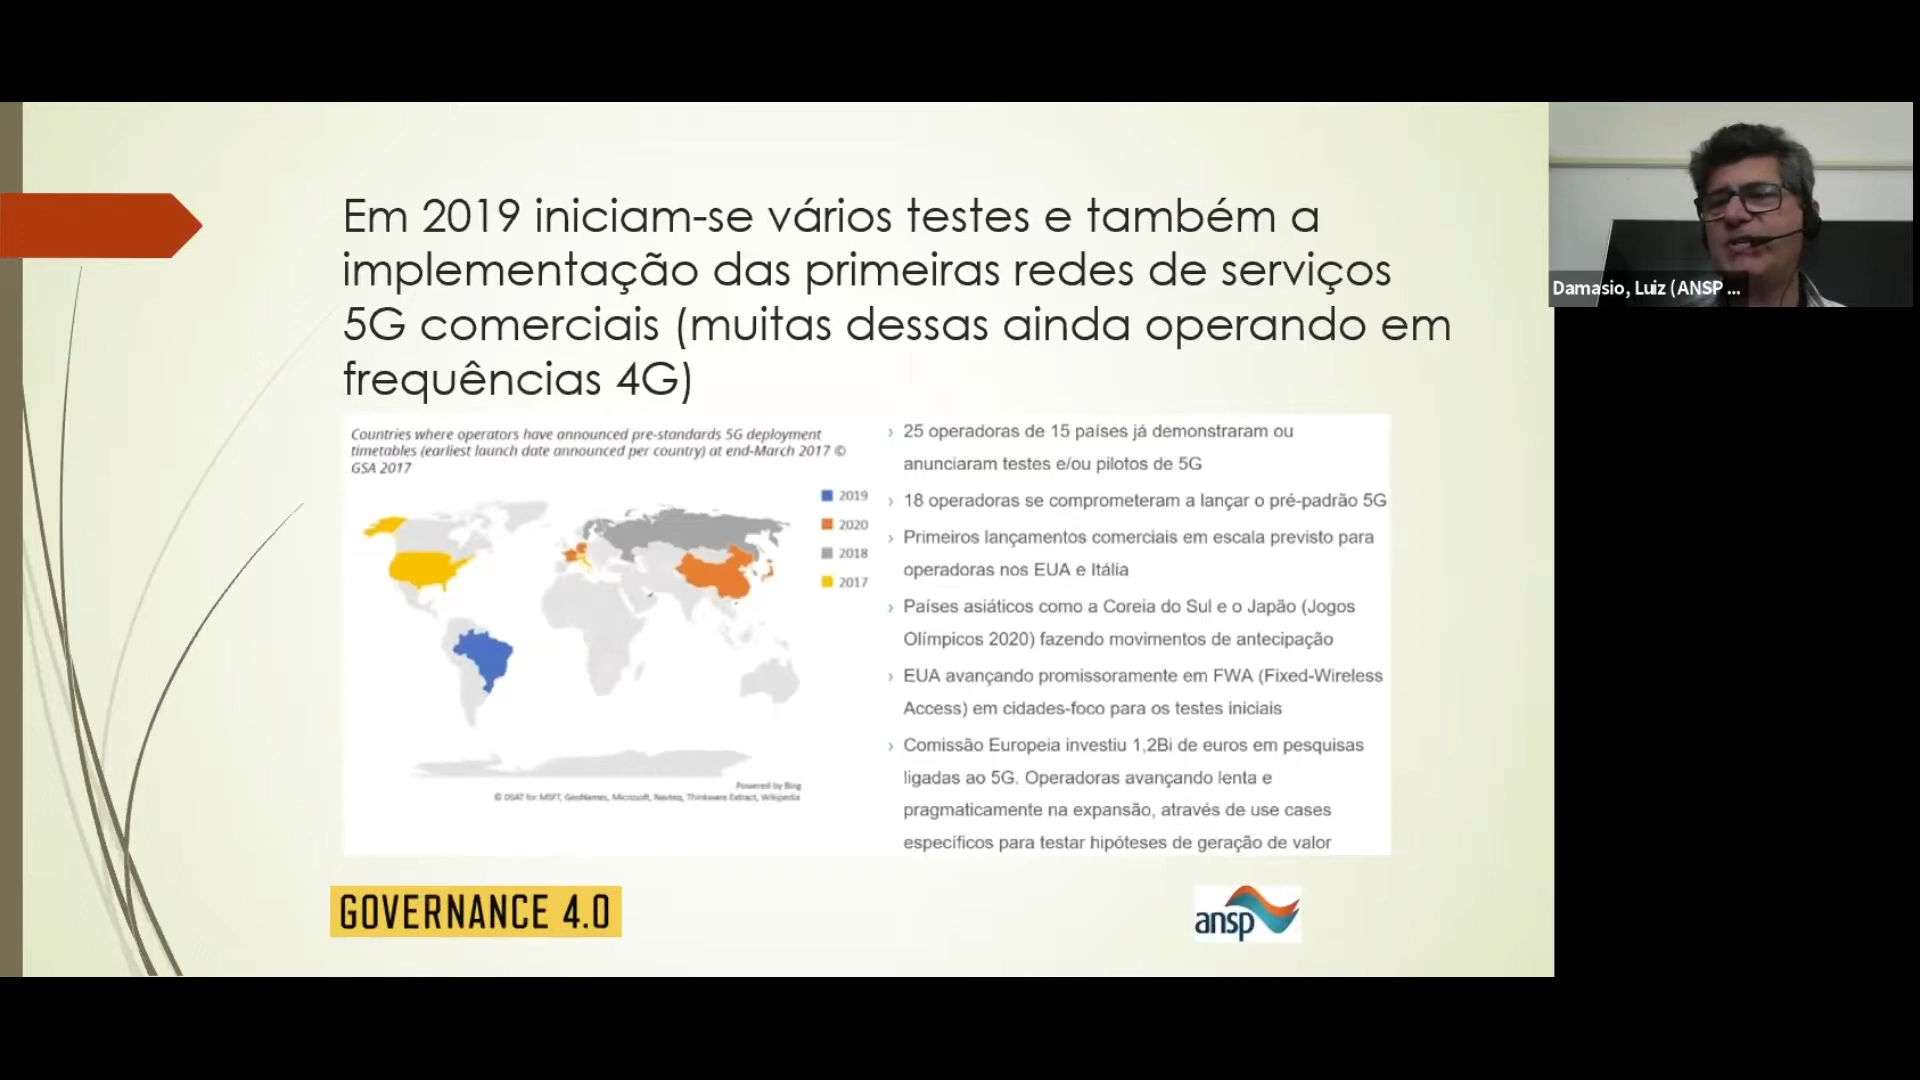 Em 2019 iniciam-se vários testes e também a
implementação das primeiras redes de serviços
5G comerciais (muitas dessas ainda operando em
frequências 4G)
Damasio, Luiz (ANSP ...
Countries where operators have announced pre-standards 5G deployment
timetables (earliest launch date announced per country) at end-March 2017 ©
GSA 2017
2019
2020
2018
2017
Powered by Bing
© DSAT for MSFT, GeoNames, Microsoft, Navteq, Thinkware Extract, Wikipedia
› 25 operadoras de 15 países já demonstraram ou
anunciaram testes e/ou pilotos de 5G
› 18 operadoras se comprometeram a lançar o pré-padrão 5G
› Primeiros lançamentos comerciais em escala previsto para
operadoras nos EUA e Itália
› Países asiáticos como a Coreia do Sul e o Japão (Jogos
Olímpicos 2020) fazendo movimentos de antecipação
› EUA avançando promissoramente em FWA (Fixed-Wireless
Access) em cidades-foco para os testes iniciais
› Comissão Europeia investiu 1,2Bi de euros em pesquisas
ligadas ao 5G. Operadoras avançando lenta e
pragmaticamente na expansão, através de use cases
específicos para testar hipóteses de geração de valor
GOVERNANCE 4.0
ansp